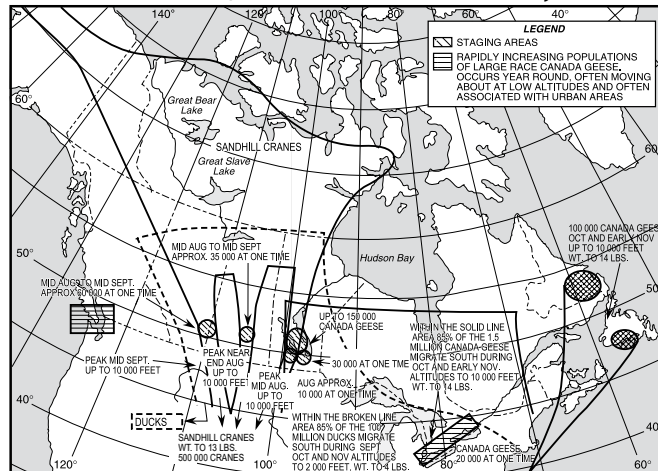 140°
120°
100°
80°
60°
40°
LEGEND
STAGING AREAS
RAPIDLY INCREASING POPULATIONS
OF LARGE RACE CANADA GEESE,
OCCURS YEAR ROUND, OFTEN MOVING
ABOUT AT LOW ALTITUDES AND OFTEN
ASSOCIATED WITH URBAN AREAS
60°
60
Great Bear
Lake
SANDHILL CRANES
Great Slave
Lake
Hudson Bay
MID AUG TO MID SEPT
APPROX. 35 000 AT ONE TIME
100 000 CANADA GEES
OCT AND EARLY NOV
UP TO 10 000 FEET
WT. TO 14 LBS.
50°
50°
MID AUG TO MID SEPT.
APPROX 60 000 AT ONE TIME
UP TO 150 000
CANADA GEESE
WITHIN THE SOLID LINE
AREA 85% OF THE 1.5
MILLION CANADA GEESE
MIGRATE SOUTH DURING
OCT AND EARLY NOV.
ALTITUDES TO 10 000 FEET
WT. TO 14 LBS.
30 000 AT ONE TIME
PEAK MID SEPT.
UP TO 10 000 FEET
PEAK NEAR
END AUG
UP TO
10 000 FEET
PEAK
MID AUG.
UP TO
10 000 FEET
AUG APPROX.
10 000 AT ONE TIME
40°
40°
DUCKS
SANDHILL CRANES
WT. TO 13 LBS.
500 000 CRANES
WITHIN THE BROKEN LINE
AREA 85% OF THE 100
MILLION DUCKS MIGRATE
SOUTH DURING SEPT
OCT AND NOV ALTITUDES
TO 2 000 FEET. WT. TO 4 LBS.
CANADA GEESE
20 000 AT ONE TIME
120°
100°
80°
60°